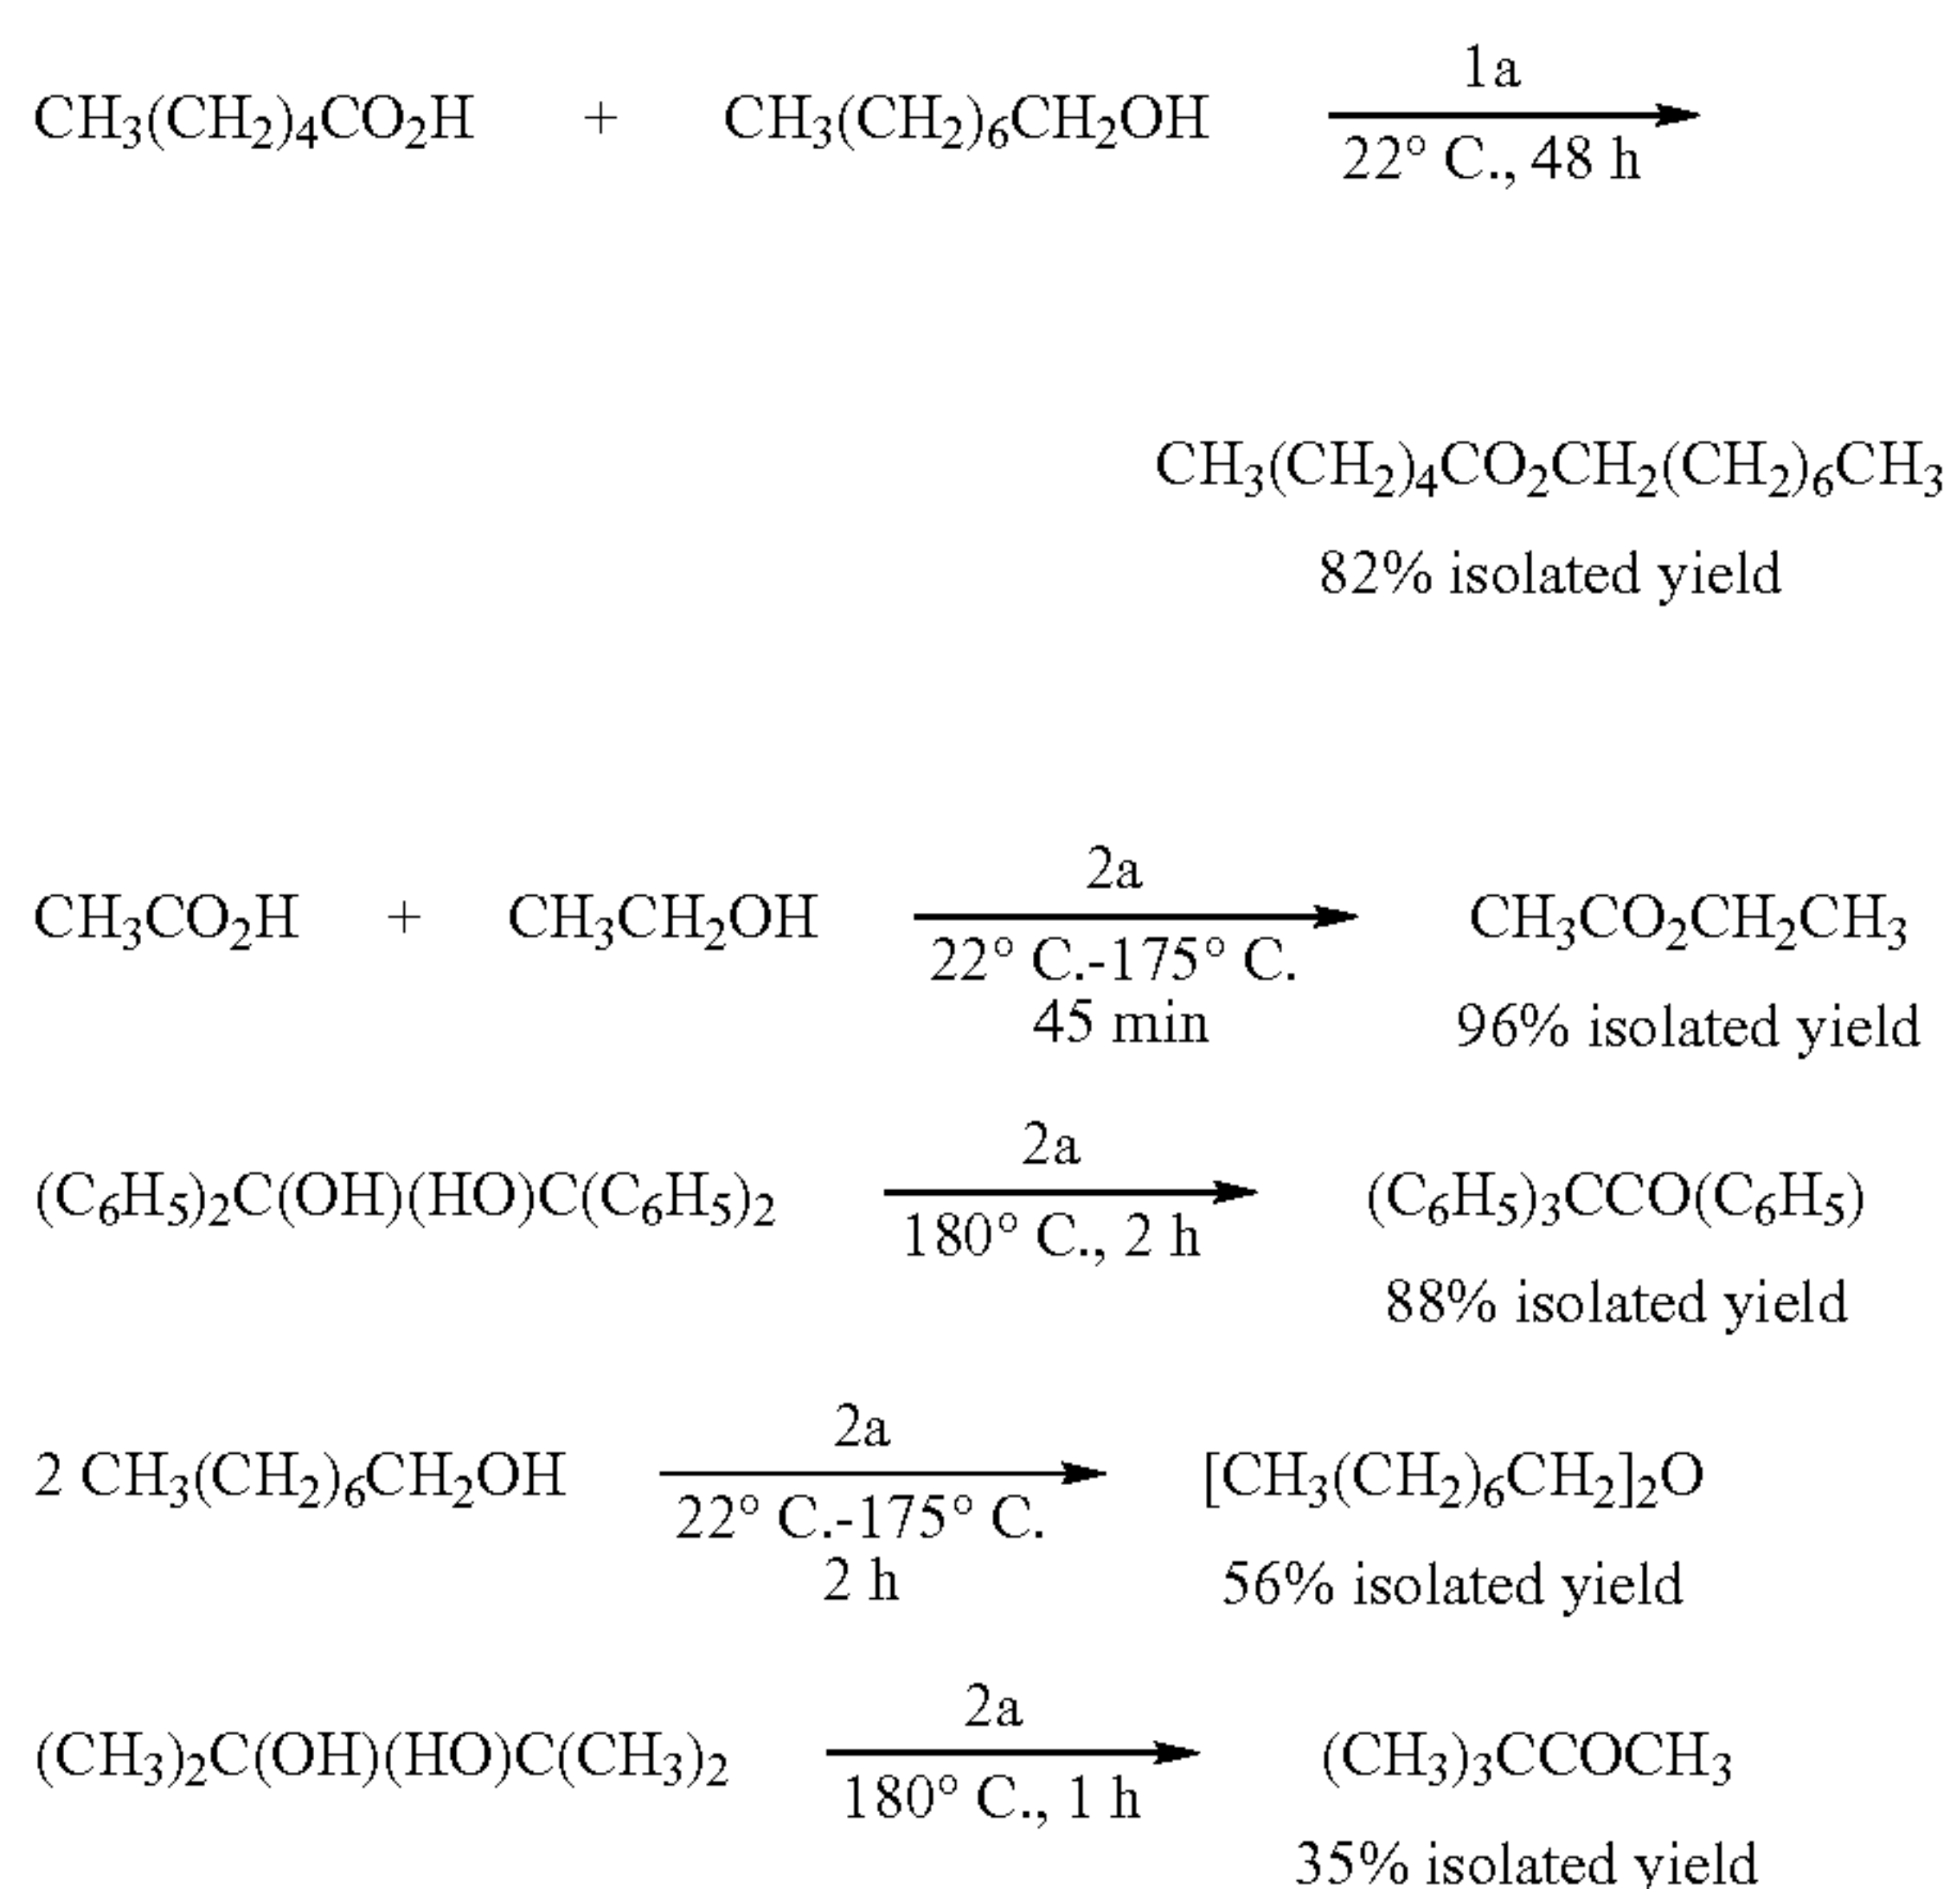 CH₃(CH₂)₄CO₂H + CH₃(CH₂)₆CH₂OH
1a
22° C., 48 h
CH₃(CH₂)₄CO₂CH₂(CH₂)₆CH₃
82% isolated yield
2a
CH₃CO₂H + CH₃CH₂OH → CH₃CO₂CH₂CH₃
22° C.-175° C.
45 min
96% isolated yield
2a
(C₆H₅)₂C(OH)(HO)C(C₆H₅)₂ → (C₆H₅)₃CCO(C₆H₅)
180° C., 2 h
88% isolated yield
2a
2 CH₃(CH₂)₆CH₂OH → [CH₃(CH₂)₆CH₂]₂O
22° C.-175° C.
2 h
56% isolated yield
2a
(CH₃)₂C(OH)(HO)C(CH₃)₂ → (CH₃)₃CCOCH₃
180° C., 1 h
35% isolated yield